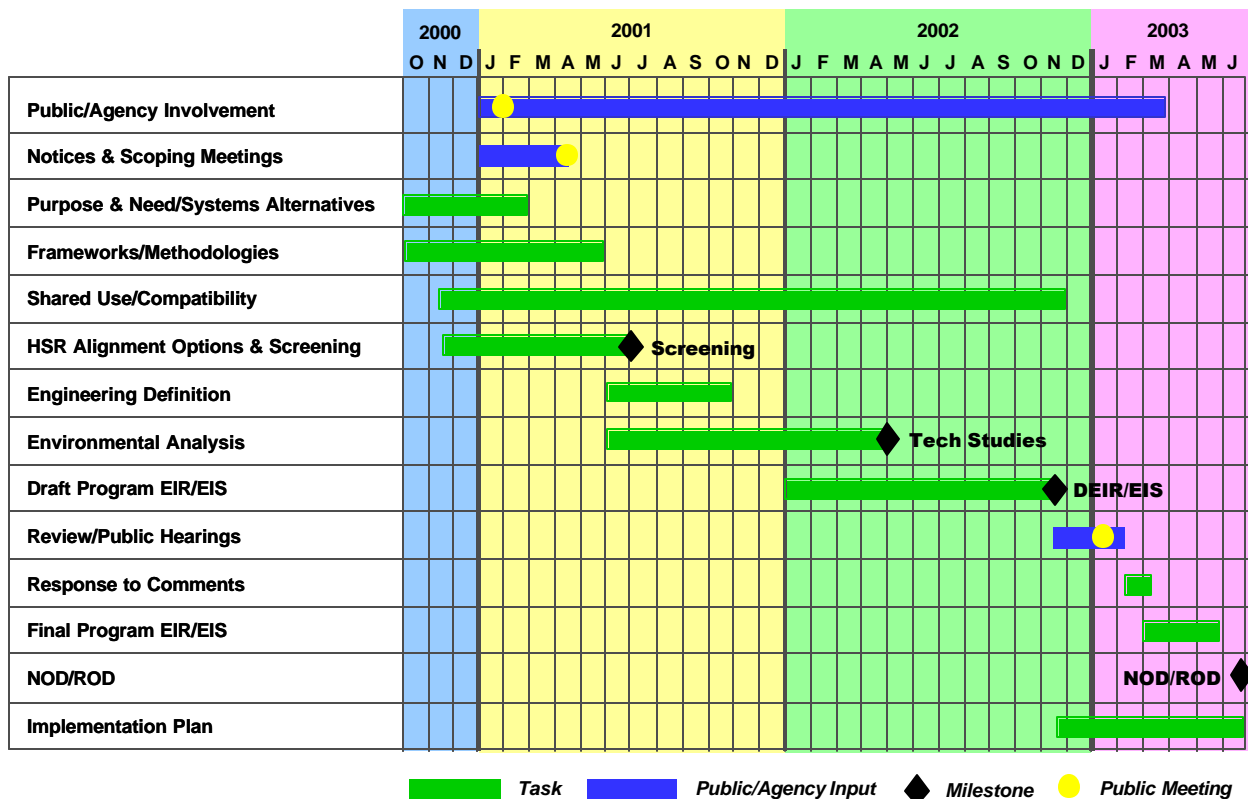 2000 2001 2002 2003
O N D J F M A M J J A S O N D J F M A M J J A S O N D J F M A M J
Public/Agency Involvement
Notices & Scoping Meetings
Purpose & Need/Systems Alternatives
Frameworks/Methodologies
Shared Use/Compatibility
HSR Alignment Options & Screening Screening
Engineering Definition
Environmental Analysis Tech Studies
Draft Program EIR/EIS DEIR/EIS
Review/Public Hearings
Response to Comments
Final Program EIR/EIS
NOD/ROD NOD/ROD
Implementation Plan
Task Public/Agency Input Milestone Public Meeting